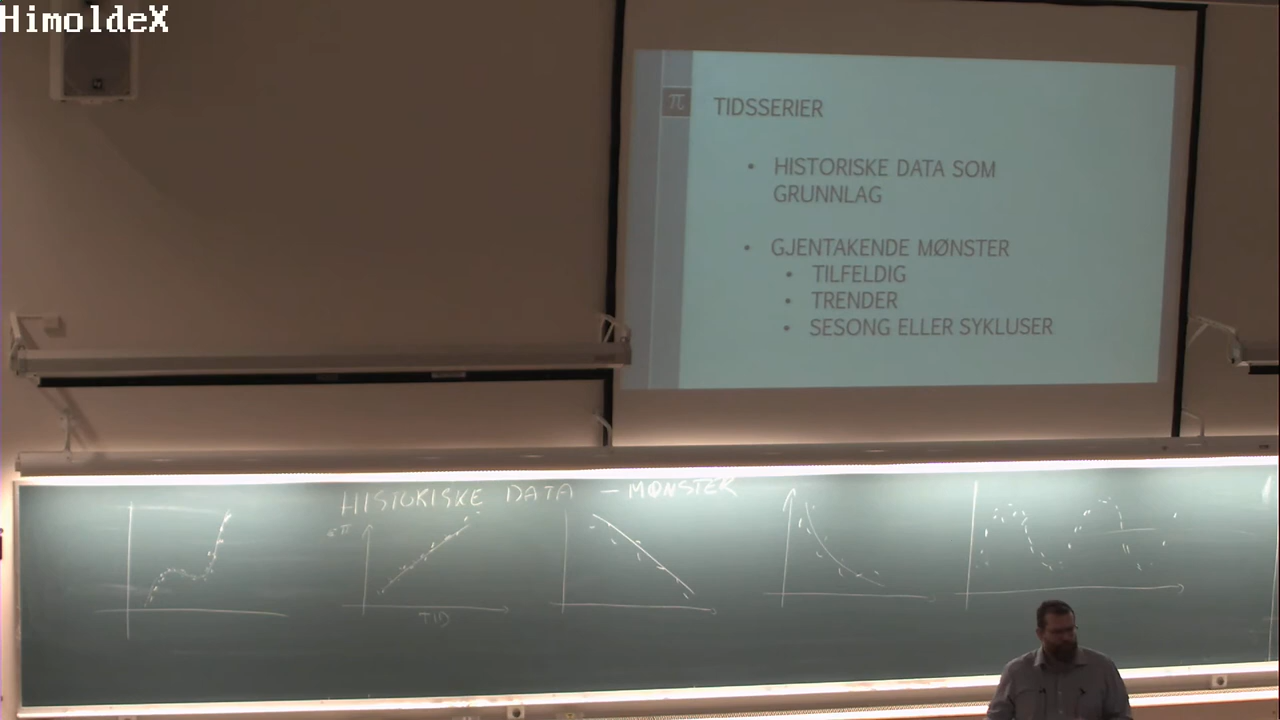 HimoldeX
π
TIDSSERIER
• HISTORISKE DATA SOM
GRUNNLAG
• GJENTAKENDE MØNSTER
• TILFELDIG
• TRENDER
• SESONG ELLER SYKLUSER
HISTORISKE DATA - MØNSTER
TID